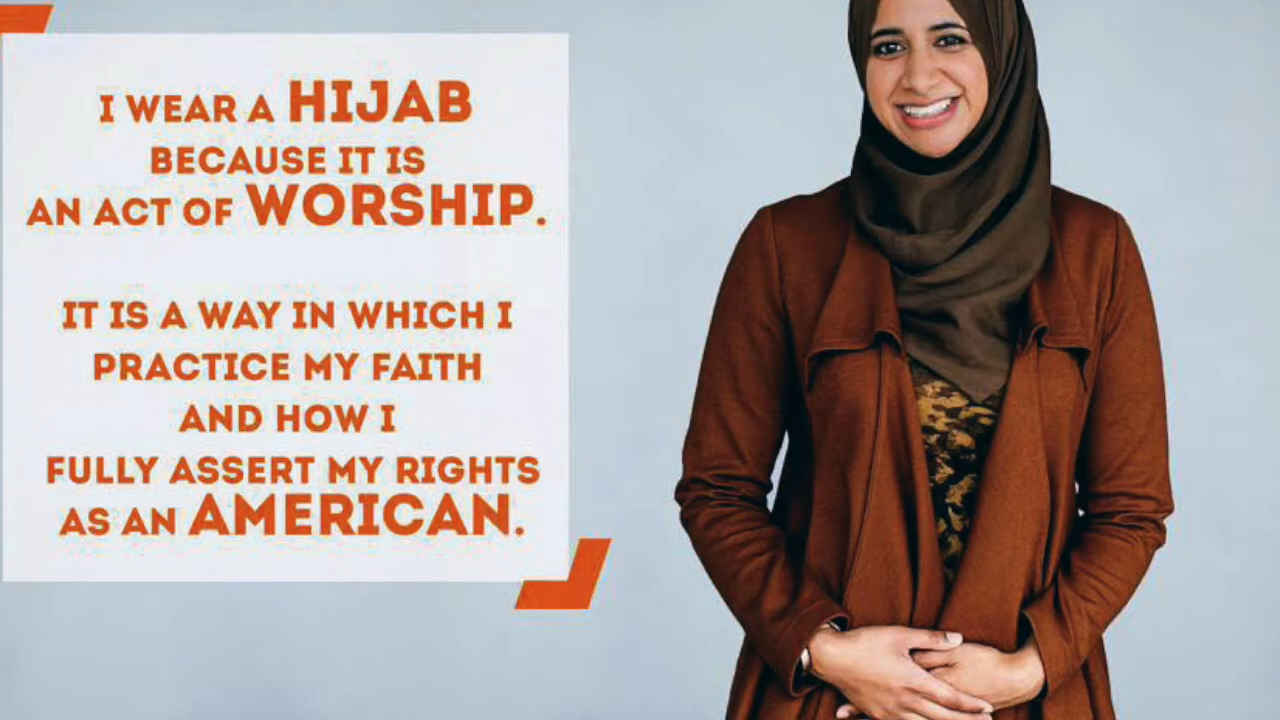 I WEAR A HIJAB
BECAUSE IT IS
AN ACT OF WORSHIP.
IT IS A WAY IN WHICH I
PRACTICE MY FAITH
AND HOW I
FULLY ASSERT MY RIGHTS
AS AN AMERICAN.